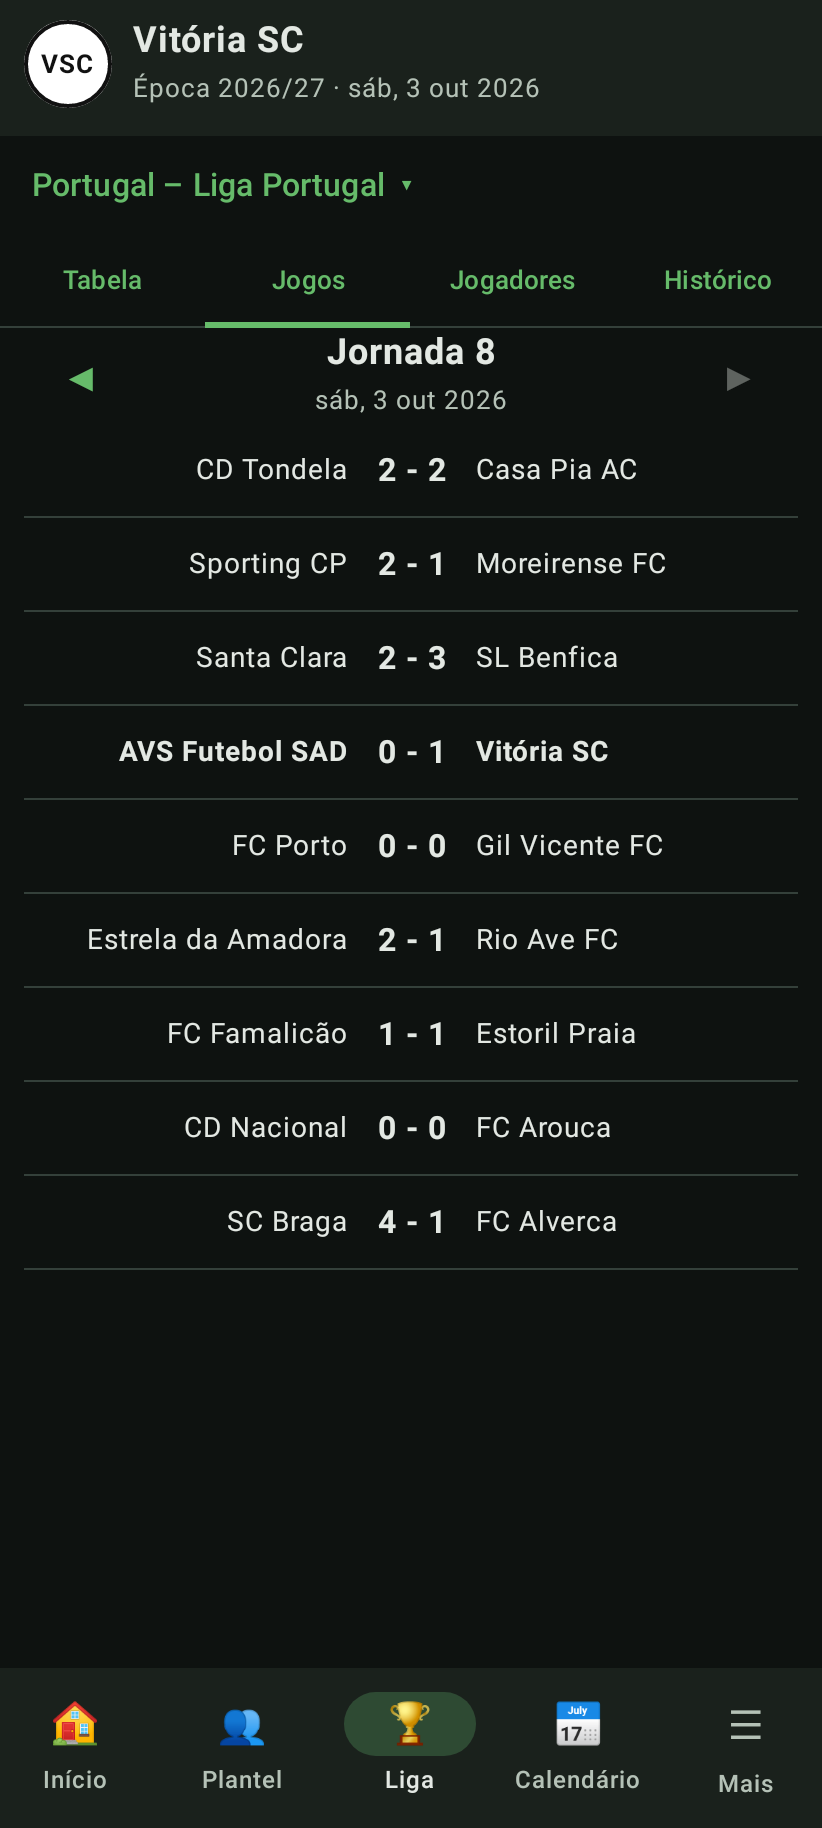 VSC
Vitória SC
Época 2026/27 · sáb, 3 out 2026
Portugal – Liga Portugal ▾
Tabela Jogos Jogadores Histórico
Jornada 8
sáb, 3 out 2026
CD Tondela 2 - 2 Casa Pia AC
Sporting CP 2 - 1 Moreirense FC
Santa Clara 2 - 3 SL Benfica
AVS Futebol SAD 0 - 1 Vitória SC
FC Porto 0 - 0 Gil Vicente FC
Estrela da Amadora 2 - 1 Rio Ave FC
FC Famalicão 1 - 1 Estoril Praia
CD Nacional 0 - 0 FC Arouca
SC Braga 4 - 1 FC Alverca
July
17
Início Plantel Liga Calendário Mais